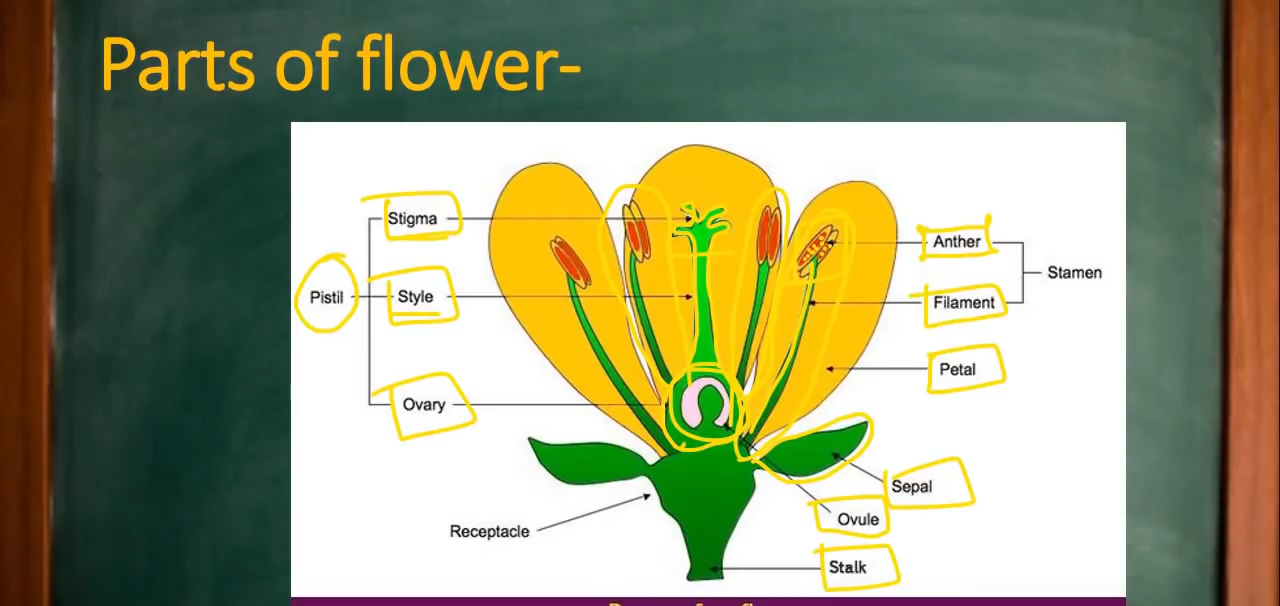 Parts of flower-
Stigma
Anther
Stamen
Pistil
Style
Filament
Petal
Ovary
Sepal
Ovule
Receptacle
Stalk